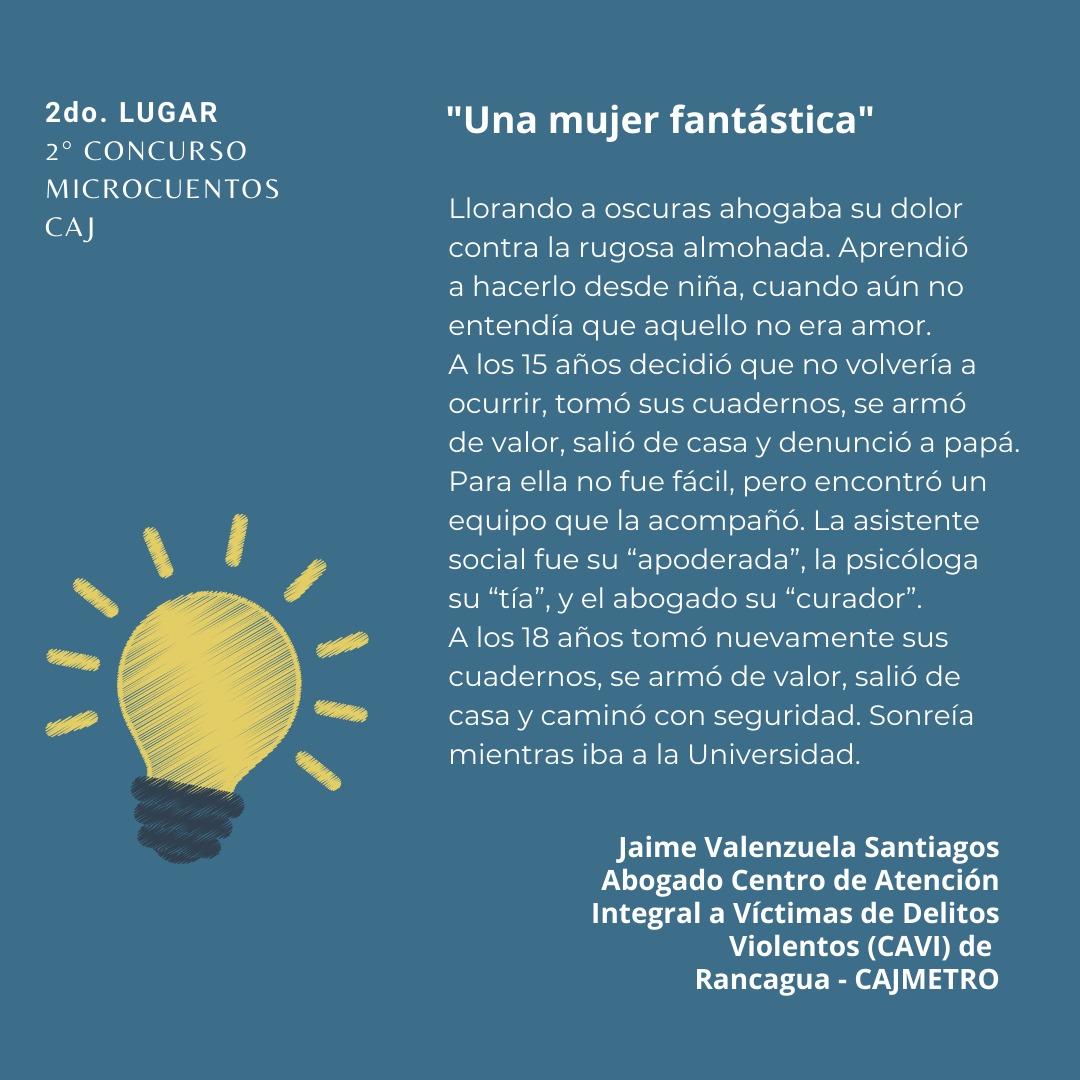 2do. LUGAR
2° CONCURSO
MICROCUENTOS
CAJ
"Una mujer fantástica"
Llorando a oscuras ahogaba su dolor
contra la rugosa almohada. Aprendió
a hacerlo desde niña, cuando aún no
entendía que aquello no era amor.
A los 15 años decidió que no volvería a
ocurrir, tomó sus cuadernos, se armó
de valor, salió de casa y denunció a papá.
Para ella no fue fácil, pero encontró un
equipo que la acompañó. La asistente
social fue su “apoderada”, la psicóloga
su “tía”, y el abogado su “curador”.
A los 18 años tomó nuevamente sus
cuadernos, se armó de valor, salió de
casa y caminó con seguridad. Sonreía
mientras iba a la Universidad.
Jaime Valenzuela Santiagos
Abogado Centro de Atención
Integral a Víctimas de Delitos
Violentos (CAVI) de
Rancagua - CAJMETRO